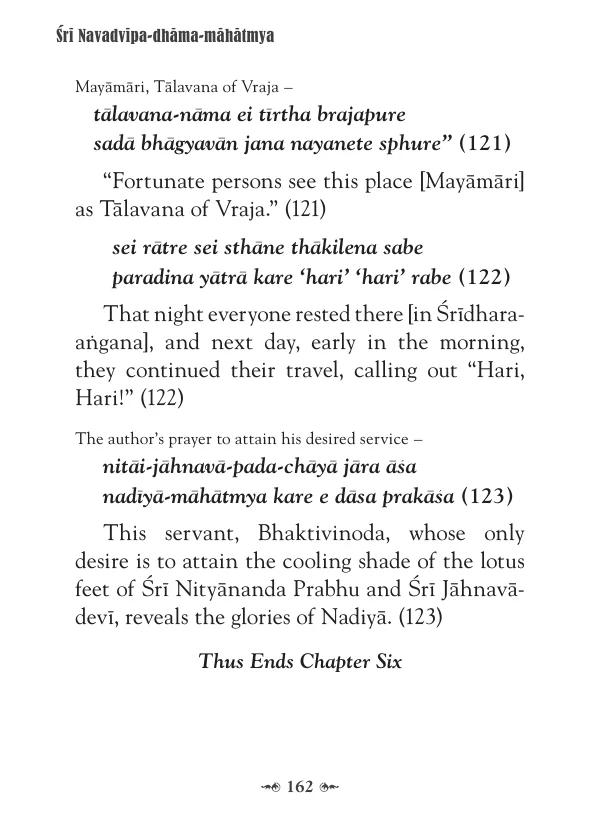 Śrī Navadvīpa-dhāma-māhātmya
Mayāmāri, Tālavana of Vraja –
tālavana-nāma ei tīrtha brajapure
sadā bhāgyavān jana nayanete sphure” (121)
“Fortunate persons see this place [Mayāmāri]
as Tālavana of Vraja.” (121)
sei rātre sei sthāne thākilena sabe
paradina yātrā kare ‘hari’ ‘hari’ rabe (122)
That night everyone rested there [in Śrīdhara-
aṅgana], and next day, early in the morning,
they continued their travel, calling out “Hari,
Hari!” (122)
The author’s prayer to attain his desired service –
nitāi-jāhnavā-pada-chāyā jāra āśa
nadīyā-māhātmya kare e dāsa prakāśa (123)
This servant, Bhaktivinoda, whose only
desire is to attain the cooling shade of the lotus
feet of Śrī Nityānanda Prabhu and Śrī Jāhnavā-
devī, reveals the glories of Nadiyā. (123)
Thus Ends Chapter Six
162